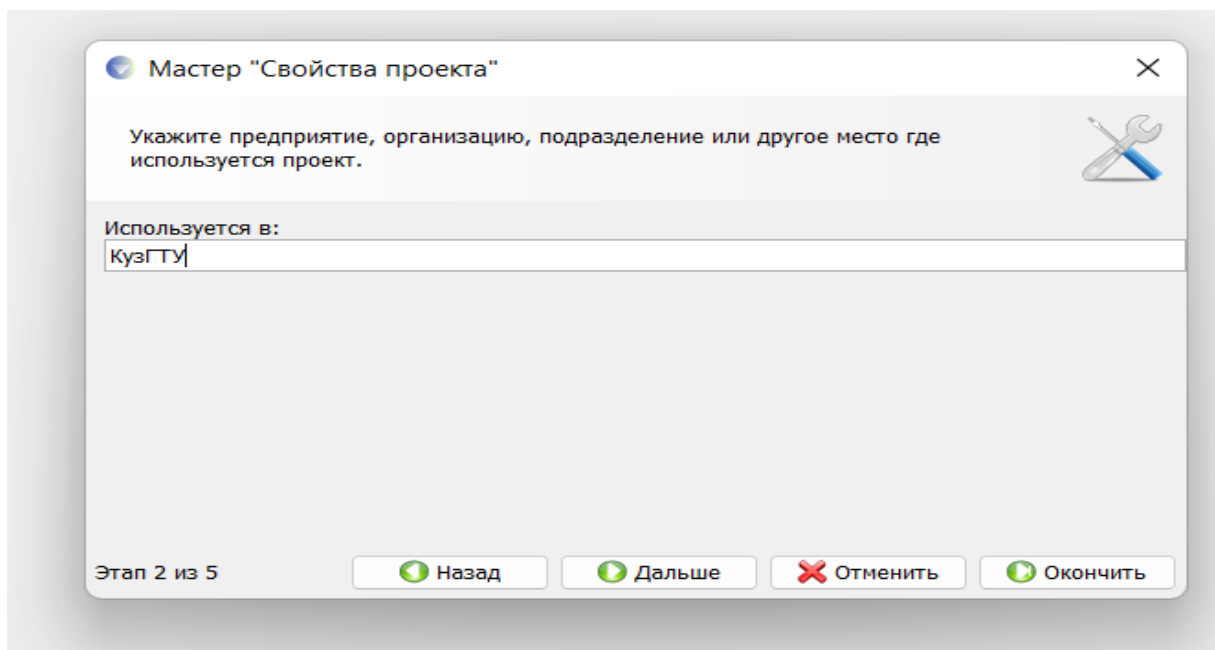 Мастер "Свойства проекта"
Укажите предприятие, организацию, подразделение или другое место где
используется проект.
Используется в:
КузГТУ
Этап 2 из 5
Назад
Дальше
Отменить
Окончить